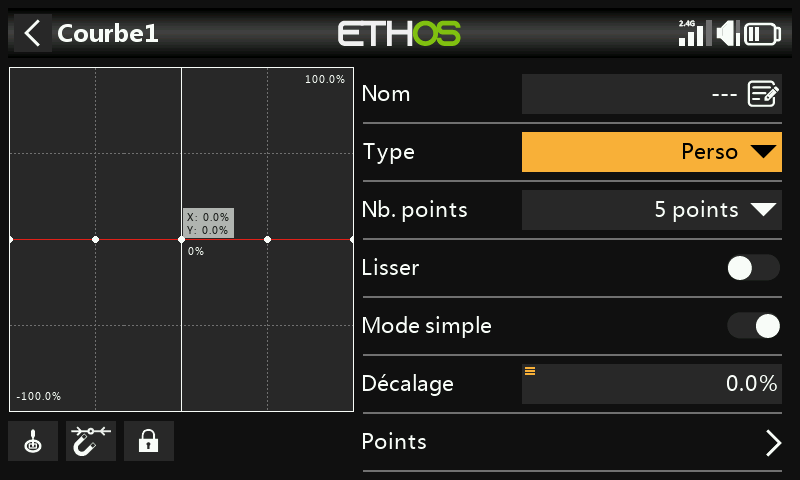 Courbe1
ETHOS
2.4G
100.0%
X: 0.0%
Y: 0.0%
0%
-100.0%
Nom
---
Type
Perso
Nb. points
5 points
Lisser
Mode simple
Décalage
0.0%
Points